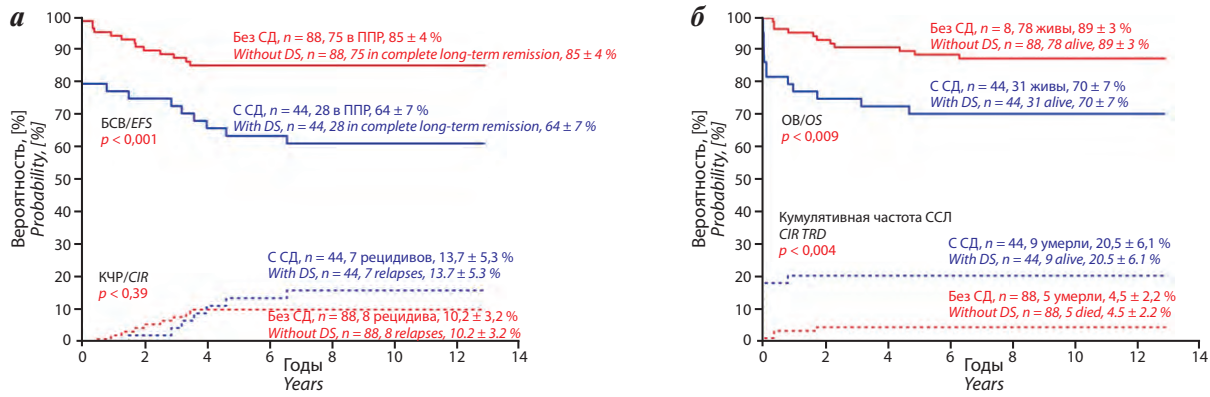 а
Вероятность, [%]
Probability, [%]
100
90
80
70
60
50
40
30
20
10
0
Без СД, n = 88, 75 в ППР, 85 ± 4 %
Without DS, n = 88, 75 in complete long-term remission, 85 ± 4 %
С СД, n = 44, 28 в ППР, 64 ± 7 %
With DS, n = 44, 28 in complete long-term remission, 64 ± 7 %
БСВ/EFS
p < 0,001
С СД, n = 44, 7 рецидивов, 13,7 ± 5,3 %
With DS, n = 44, 7 relapses, 13.7 ± 5.3 %
КЧР/CIR
p < 0,39
Без СД, n = 88, 8 рецидива, 10,2 ± 3,2 %
Without DS, n = 88, 8 relapses, 10.2 ± 3.2 %
0 2 4 6 8 10 12 14
Годы
Years
б
Вероятность, [%]
Probability, [%]
100
90
80
70
60
50
40
30
20
10
0
Без СД, n = 8, 78 живы, 89 ± 3 %
Without DS, n = 88, 78 alive, 89 ± 3 %
С СД, n = 44, 31 живы, 70 ± 7 %
With DS, n = 44, 31 alive, 70 ± 7 %
ОВ/OS
p < 0,009
Кумулятивная частота ССЛ
CIR TRD
p < 0,004
С СД, n = 44, 9 умерли, 20,5 ± 6,1 %
With DS, n = 44, 9 alive, 20.5 ± 6.1 %
Без СД, n = 88, 5 умерли, 4,5 ± 2,2 %
Without DS, n = 88, 5 died, 4.5 ± 2.2 %
0 2 4 6 8 10 12 14
Годы
Years